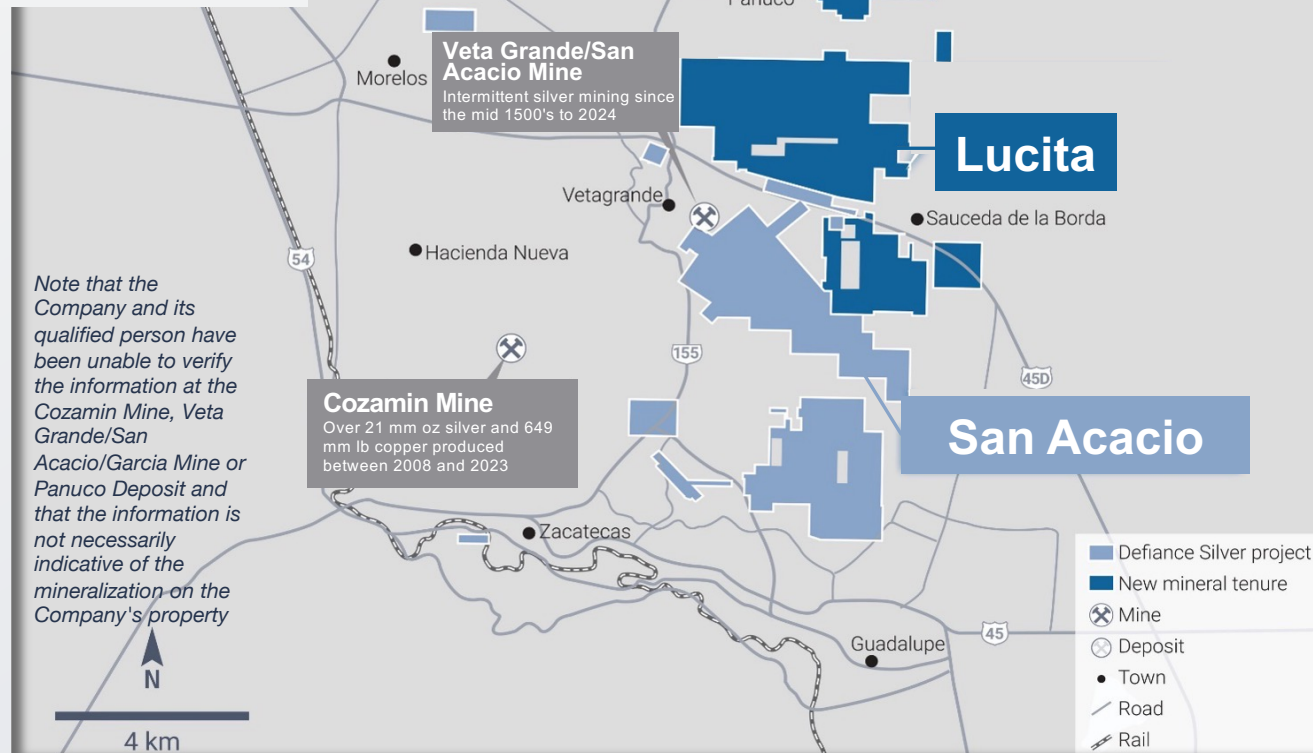 Panuco
Morelos
Veta Grande/San
Acacio Mine
Intermittent silver mining since
the mid 1500's to 2024
Lucita
Vetagrande
Sauceda de la Borda
Hacienda Nueva
54
Note that the
Company and its
qualified person have
been unable to verify
the information at the
Cozamin Mine, Veta
Grande/San
Acacio/Garcia Mine or
Panuco Deposit and
that the information is
not necessarily
indicative of the
mineralization on the
Company's property
155
45D
Cozamin Mine
Over 21 mm oz silver and 649
mm lb copper produced
between 2008 and 2023
San Acacio
Zacatecas
Guadalupe
45
N
4 km
Defiance Silver project
New mineral tenure
Mine
Deposit
Town
Road
Rail